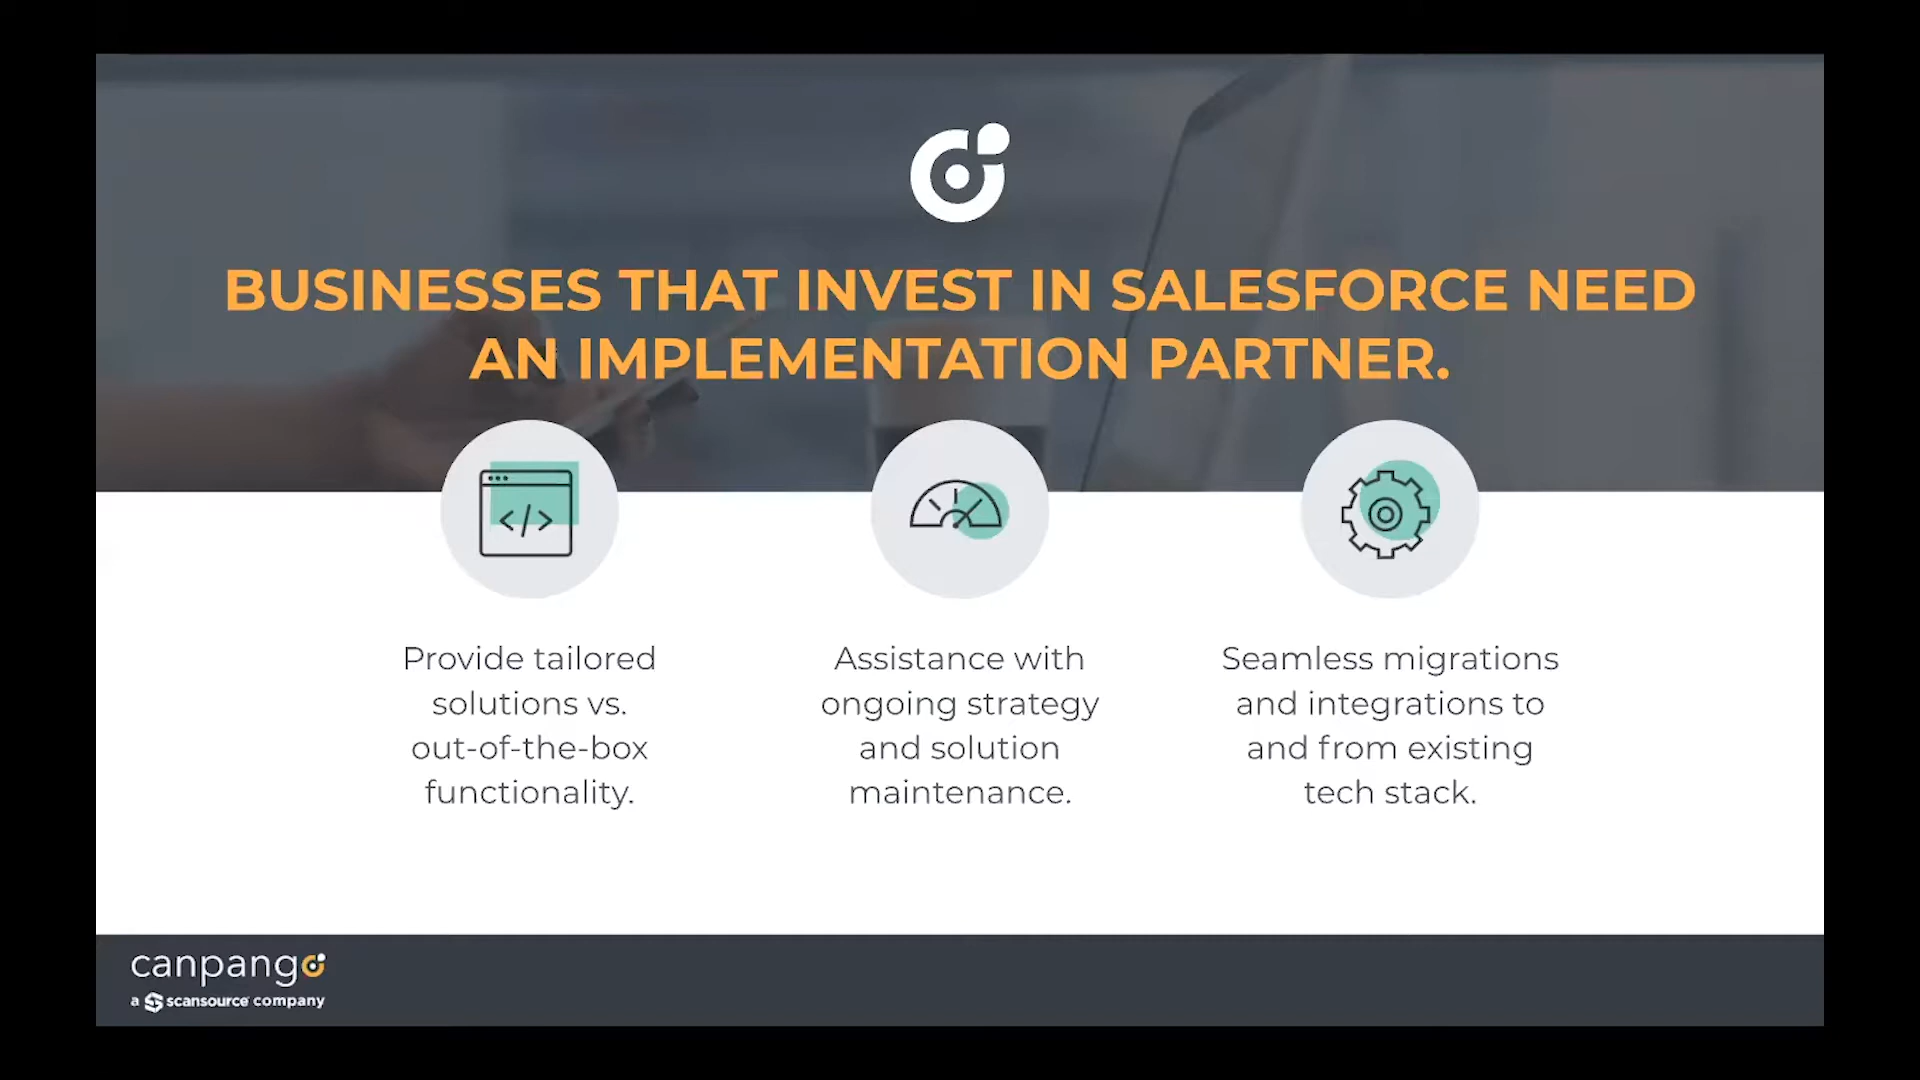 BUSINESSES THAT INVEST IN SALESFORCE NEED
AN IMPLEMENTATION PARTNER.
</>
Provide tailored
solutions vs.
out-of-the-box
functionality.
Assistance with
ongoing strategy
and solution
maintenance.
Seamless migrations
and integrations to
and from existing
tech stack.
canpango
a scansource company